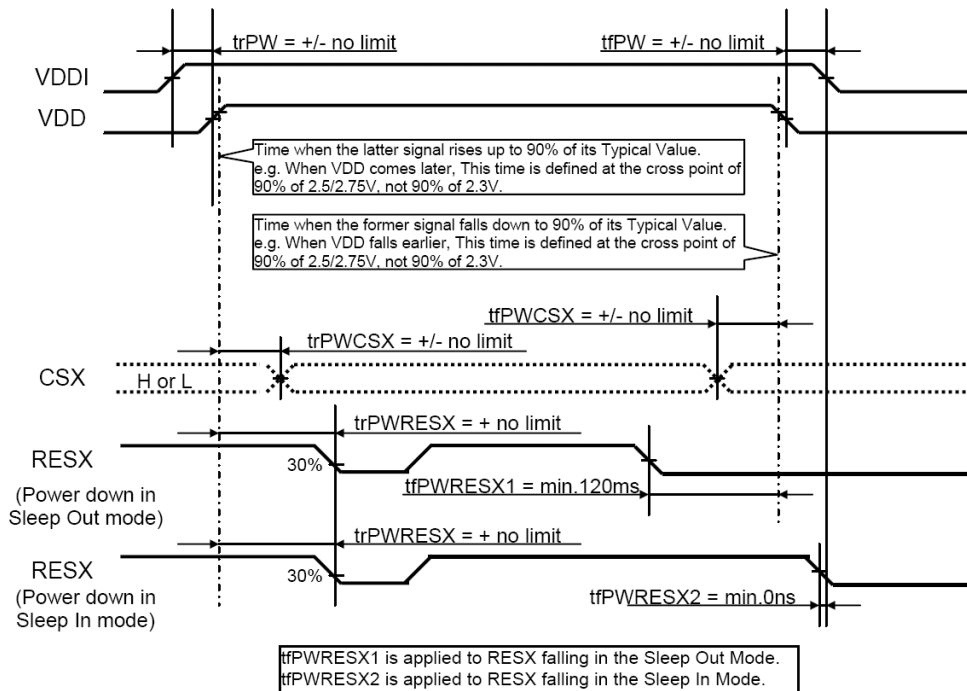 trPW = +/- no limit
tfPW = +/- no limit
VDDI
VDD
Time when the latter signal rises up to 90% of its Typical Value.
e.g. When VDD comes later, This time is defined at the cross point of
90% of 2.5/2.75V, not 90% of 2.3V.
Time when the former signal falls down to 90% of its Typical Value.
e.g. When VDD falls earlier, This time is defined at the cross point of
90% of 2.5/2.75V, not 90% of 2.3V.
tfPWCSX = +/- no limit
trPWCSX = +/- no limit
CSX
H or L
trPWRESX = + no limit
RESX
30%
(Power down in
Sleep Out mode)
tfPWRESX1 = min.120ms
trPWRESX = + no limit
RESX
30%
(Power down in
Sleep In mode)
tfPWRESX2 = min.0ns
tfPWRESX1 is applied to RESX falling in the Sleep Out Mode.
tfPWRESX2 is applied to RESX falling in the Sleep In Mode.